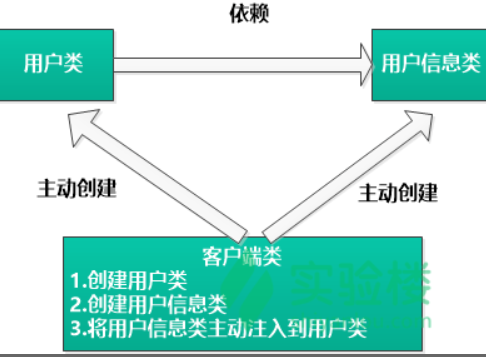 依赖
用户类
用户信息类
主动创建
主动创建
客户端类
1.创建用户类
2.创建用户信息类
3.将用户信息类主动注入到用户类
实验楼